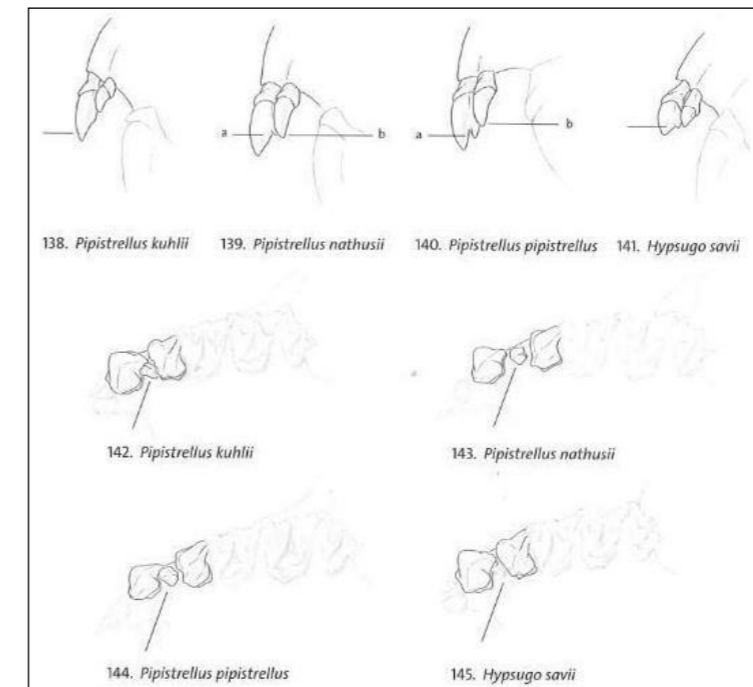 a b a b
138. Pipistrellus kuhlii 139. Pipistrellus nathusii 140. Pipistrellus pipistrellus 141. Hypsugo savii
142. Pipistrellus kuhlii 143. Pipistrellus nathusii
144. Pipistrellus pipistrellus 145. Hypsugo savii